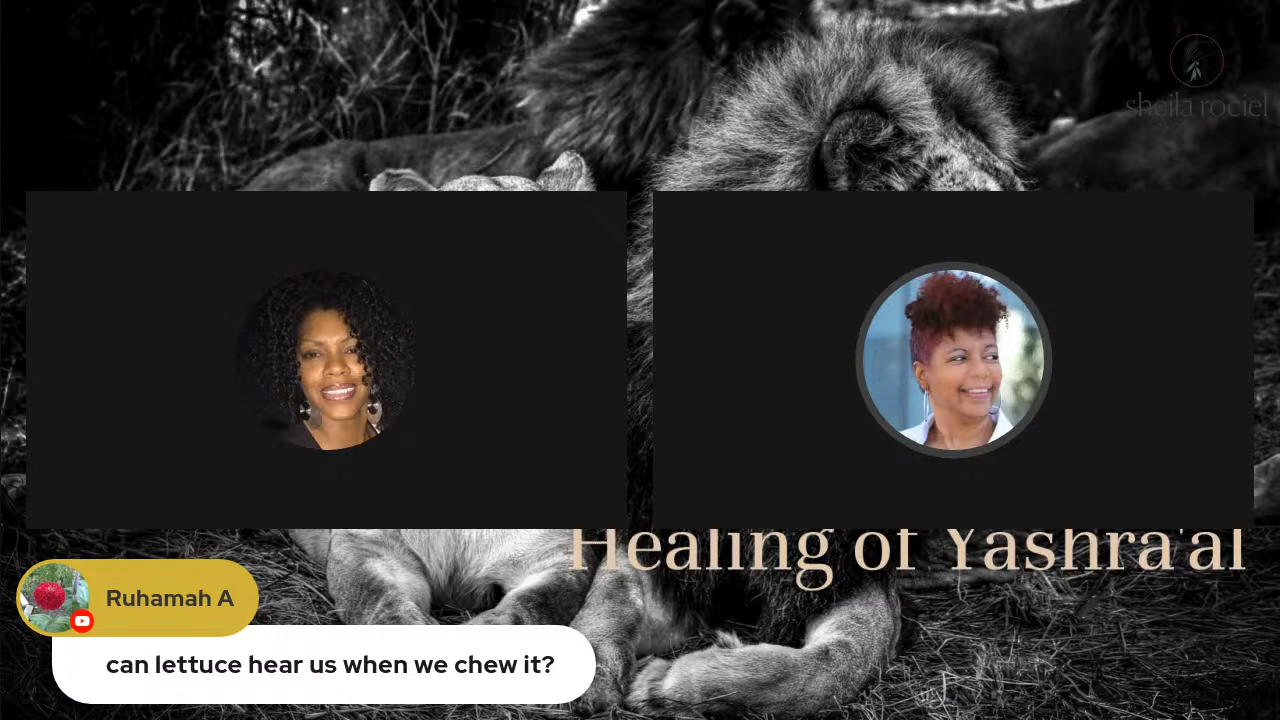 sheila rociel
Healing of Yashra'al
Ruhamah A
can lettuce hear us when we chew it?